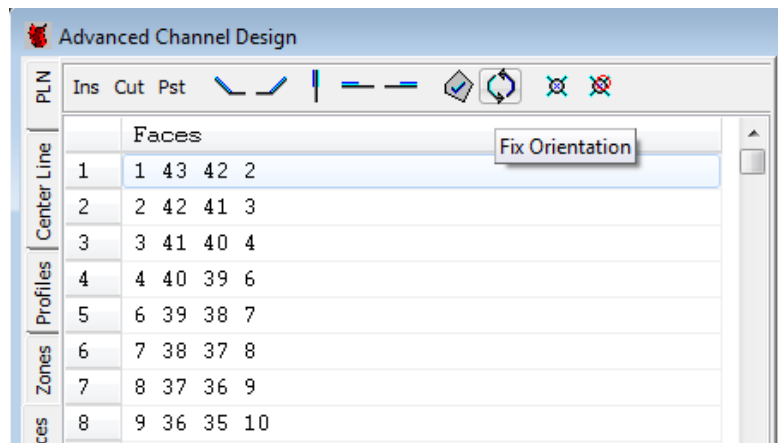 Advanced Channel Design
PLN
Ins Cut Pst
Fix Orientation
Center Line
Profiles
Zones
ces
Faces
1 1 43 42 2
2 2 42 41 3
3 3 41 40 4
4 4 40 39 6
5 6 39 38 7
6 7 38 37 8
7 8 37 36 9
8 9 36 35 10